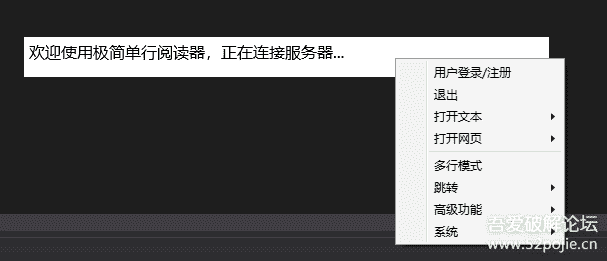 欢迎使用极简单行阅读器，正在连接服务器...
用户登录/注册
退出
打开文本
打开网页
多行模式
跳转
高级功能
系统
吾爱破解论坛
www.52pojie.cn